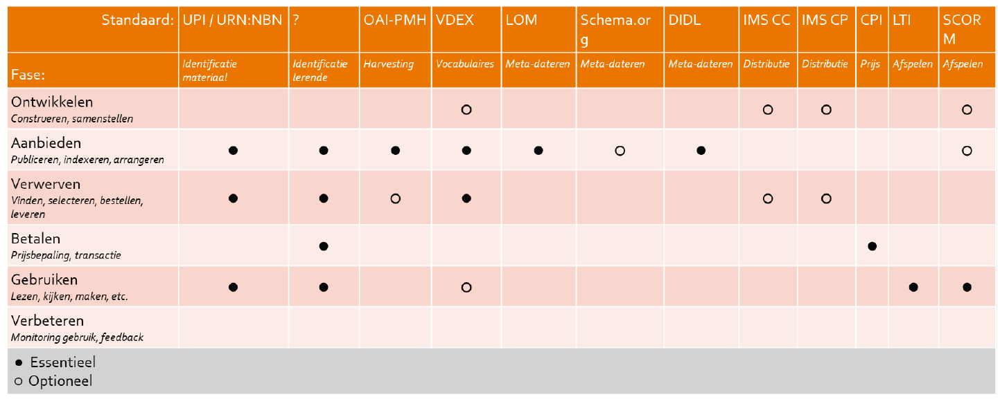 Standaard: UPI / URN:NBN ? OAI-PMH VDEX LOM Schema.or DIDL IMS CC IMS CP CPI LTI SCOR
g M
Fase: Identificatie Identificatie Harvesting Vocabulaires Meta-dateren Meta-dateren Meta-dateren Distributie Distributie Prijs Afspelen Afspelen
materiaal lerende
Ontwikkelen
Construeren, samenstellen
Aanbieden
Publiceren, indexeren, arrangeren
Verwerven
Vinden, selecteren, bestellen,
leveren
Betalen
Prijsbepaling, transactie
Gebruiken
Lezen, kijken, maken, etc.
Verbeteren
Monitoring gebruik, feedback
● Essentieel
○ Optioneel